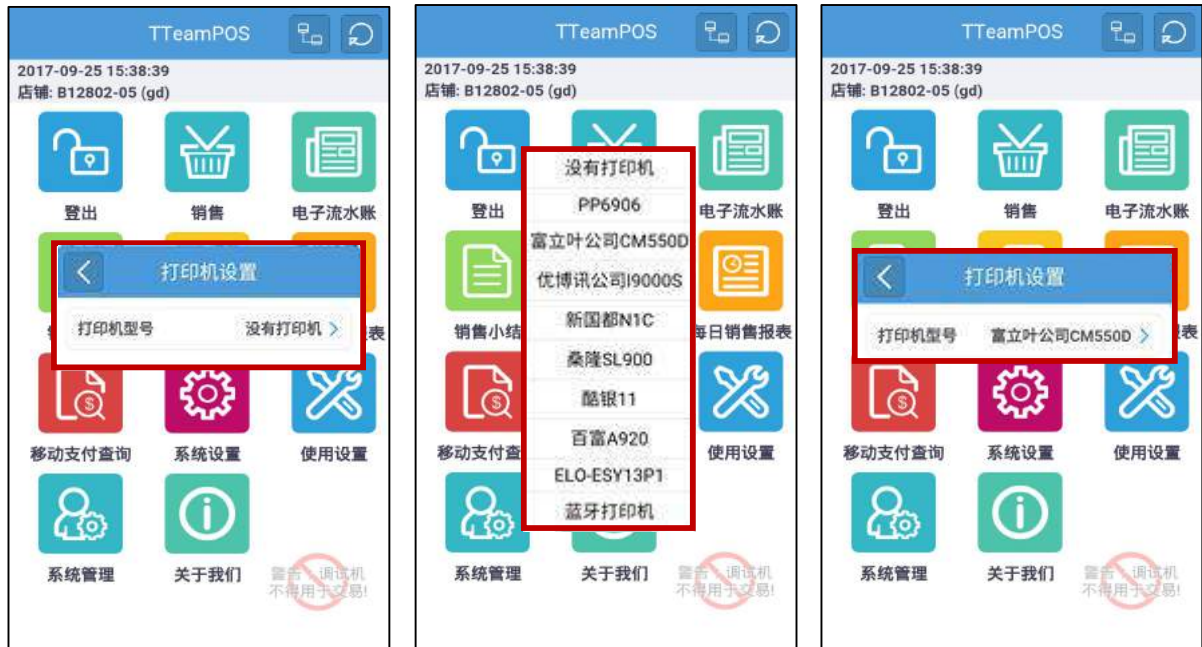 TTeamPOS
2017-09-25 15:38:39
店铺: B12802-05 (gd)
登出 销售 电子流水账
打印机设置
打印机型号 没有打印机
表
移动支付查询 系统设置 使用设置
系统管理 关于我们
警告：调试机
不得用于交易!
TTeamPOS
2017-09-25 15:38:39
店铺: B12802-05 (gd)
登出 电子流水账
没有打印机
PP6906
富立叶公司CM550D
优博讯公司I9000S
新国都N1C
桑隆SL900
酷银11
百富A920
ELO-ESY13P1
蓝牙打印机
销售小结 每日销售报表
移动支付查 使用设置
系统管理 关于我们
警告：调试机
不得用于交易!
TTeamPOS
2017-09-25 15:38:39
店铺: B12802-05 (gd)
登出 销售 电子流水账
打印机设置
打印机型号 富立叶公司CM550D
表
移动支付查询 系统设置 使用设置
系统管理 关于我们
警告：调试机
不得用于交易!